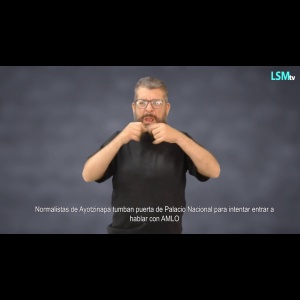 LSMtv
Normalistas de Ayotzinapa tumban puerta de Palacio Nacional para intentar entrar a
hablar con AMLO